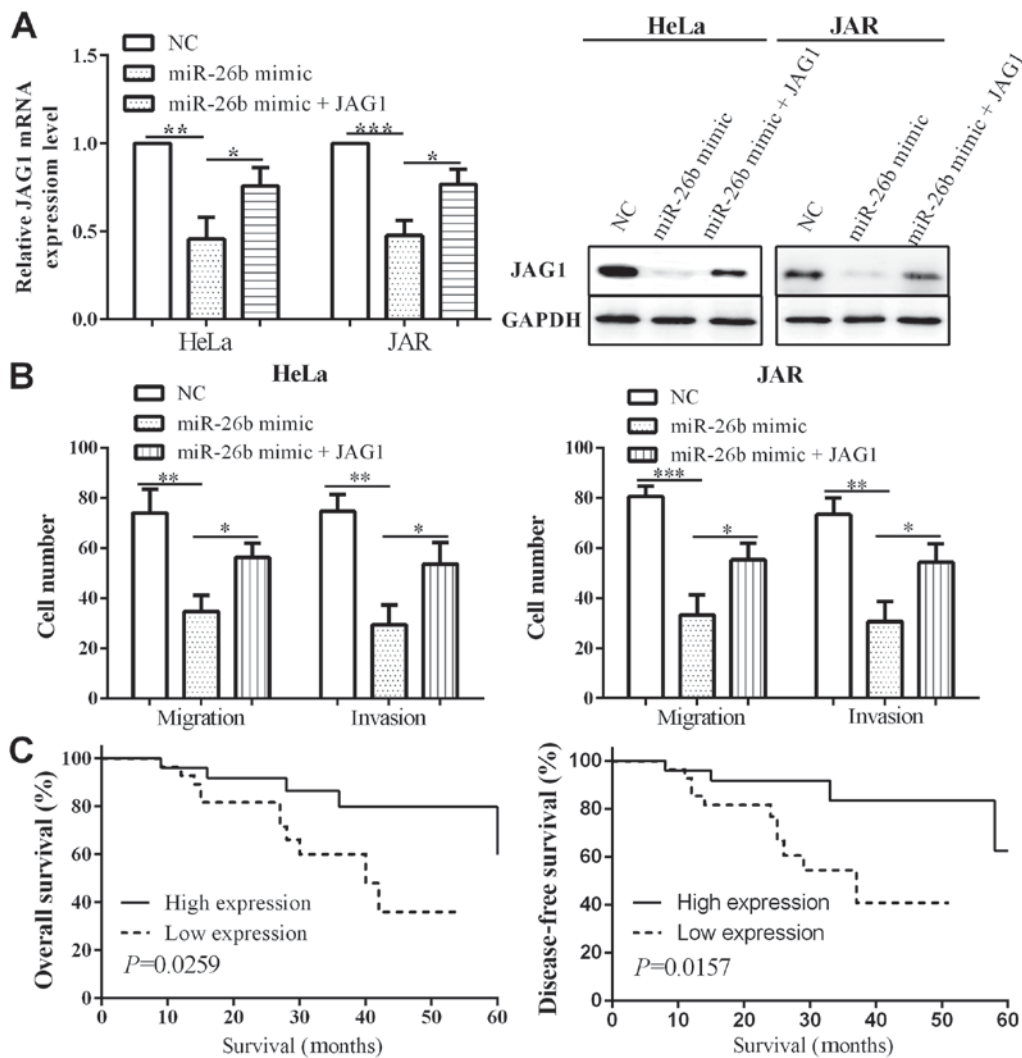 A
NC
miR-26b mimic
miR-26b mimic + JAG1
Relative JAG1 mRNA
expressiom level
1.5
1.0
0.5
0.0
**
*
***
*
HeLa
JAR
HeLa
JAR
NC
miR-26b mimic
miR-26b mimic + JAG1
NC
miR-26b mimic
miR-26b mimic + JAG1
JAG1
GAPDH
B
HeLa
NC
miR-26b mimic
miR-26b mimic + JAG1
Cell number
100
80
60
40
20
0
**
*
**
*
Migration
Invasion
JAR
NC
miR-26b mimic
miR-26b mimic + JAG1
Cell number
100
80
60
40
20
0
***
*
**
*
Migration
Invasion
C
Overall survival (%)
100
80
60
40
20
0
High expression
Low expression
P=0.0259
0 10 20 30 40 50 60
Survival (months)
Disease-free survival (%)
100
80
60
40
20
0
High expression
Low expression
P=0.0157
0 10 20 30 40 50 60
Survival (months)